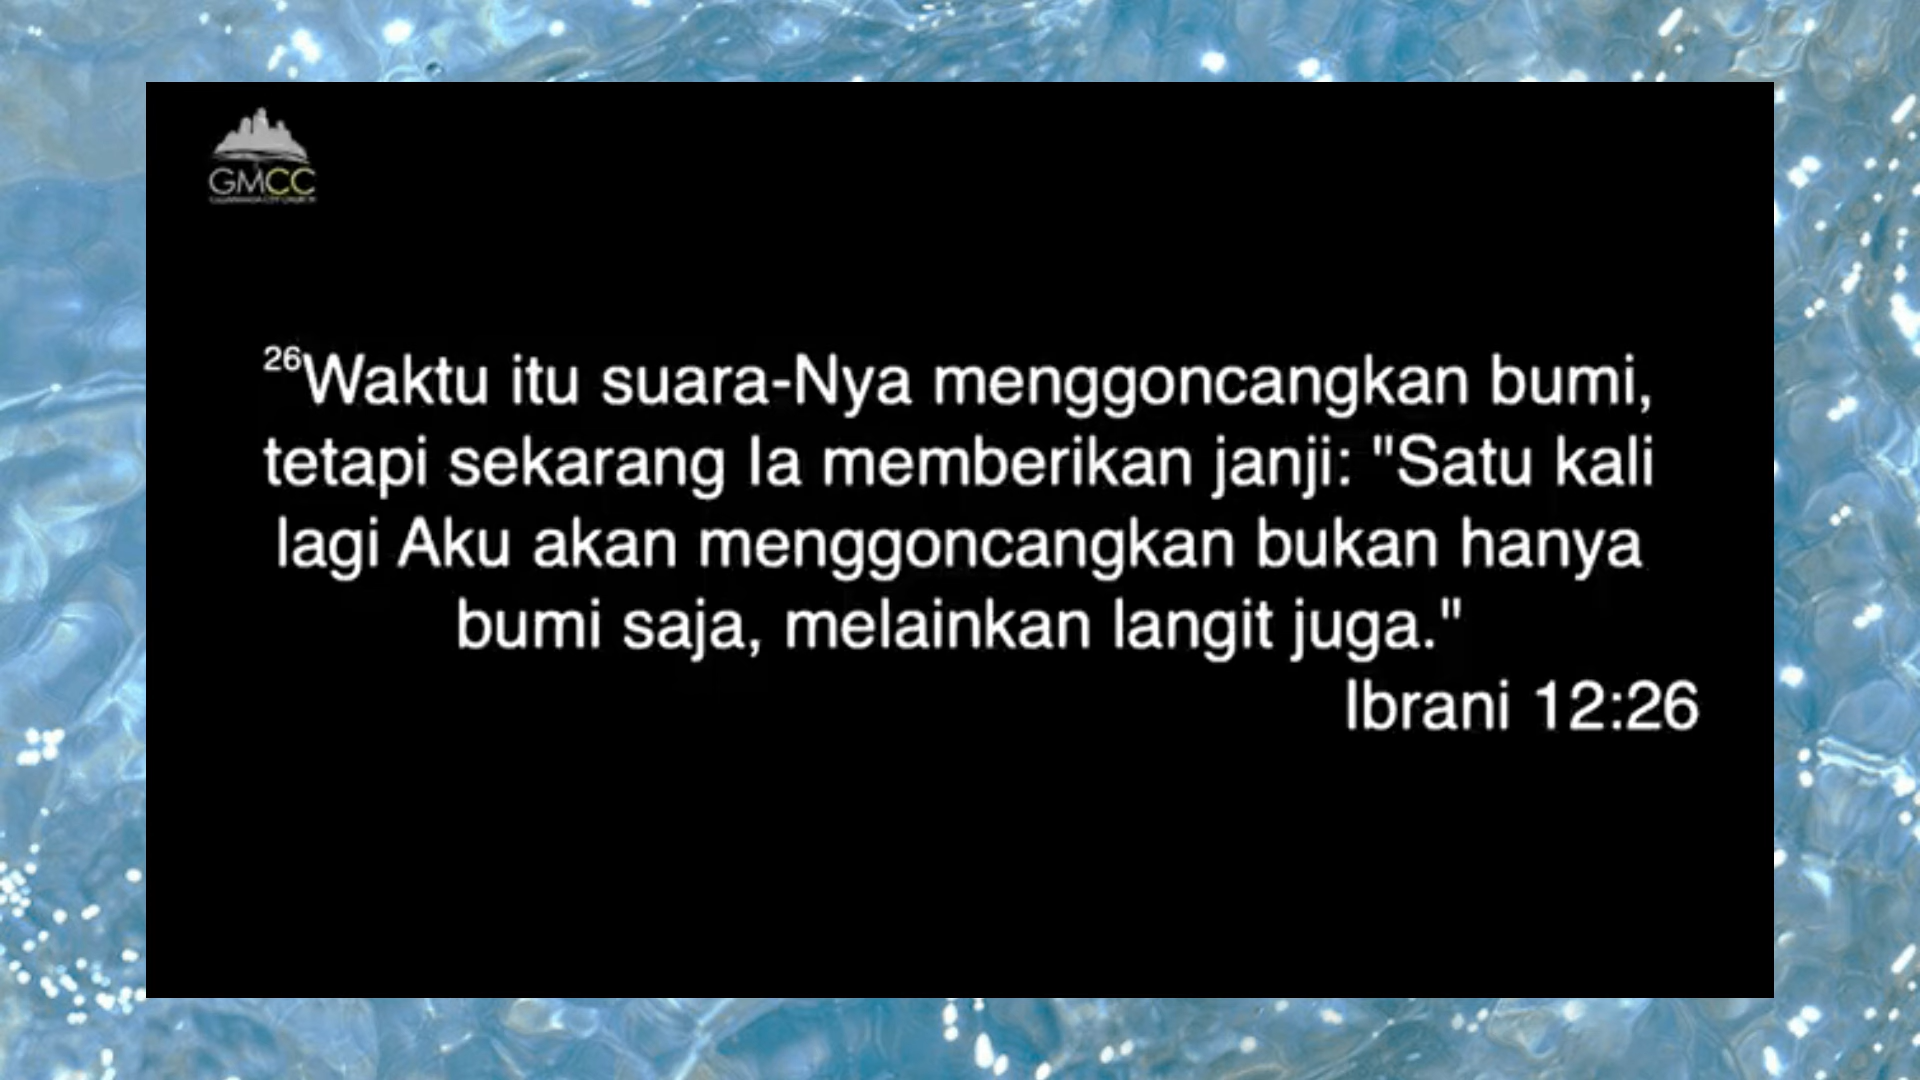 GMCC
²⁶Waktu itu suara-Nya menggoncangkan bumi,
tetapi sekarang Ia memberikan janji: "Satu kali
lagi Aku akan menggoncangkan bukan hanya
bumi saja, melainkan langit juga."
Ibrani 12:26